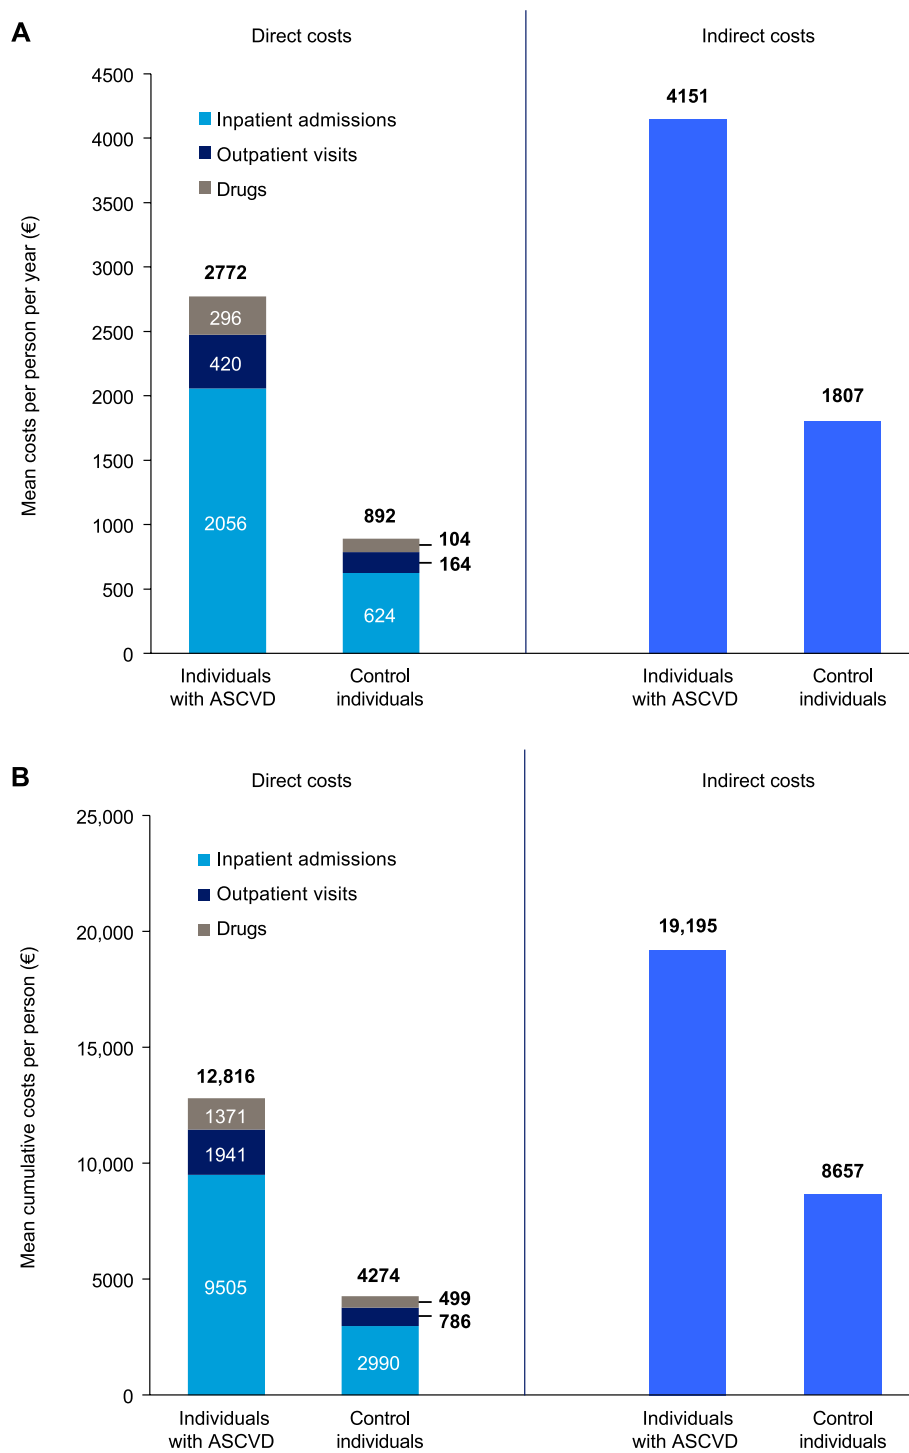 A
Direct costs
Indirect costs
Mean costs per person per year (€)
4500
4000
3500
3000
2500
2000
1500
1000
500
0
Inpatient admissions
Outpatient visits
Drugs
2772
296
420
2056
892
104
164
624
4151
1807
Individuals
with ASCVD
Control
individuals
Individuals
with ASCVD
Control
individuals
B
Direct costs
Indirect costs
Mean cumulative costs per person (€)
25,000
20,000
15,000
10,000
5000
0
Inpatient admissions
Outpatient visits
Drugs
12,816
1371
1941
9505
4274
499
786
2990
19,195
8657
Individuals
with ASCVD
Control
individuals
Individuals
with ASCVD
Control
individuals